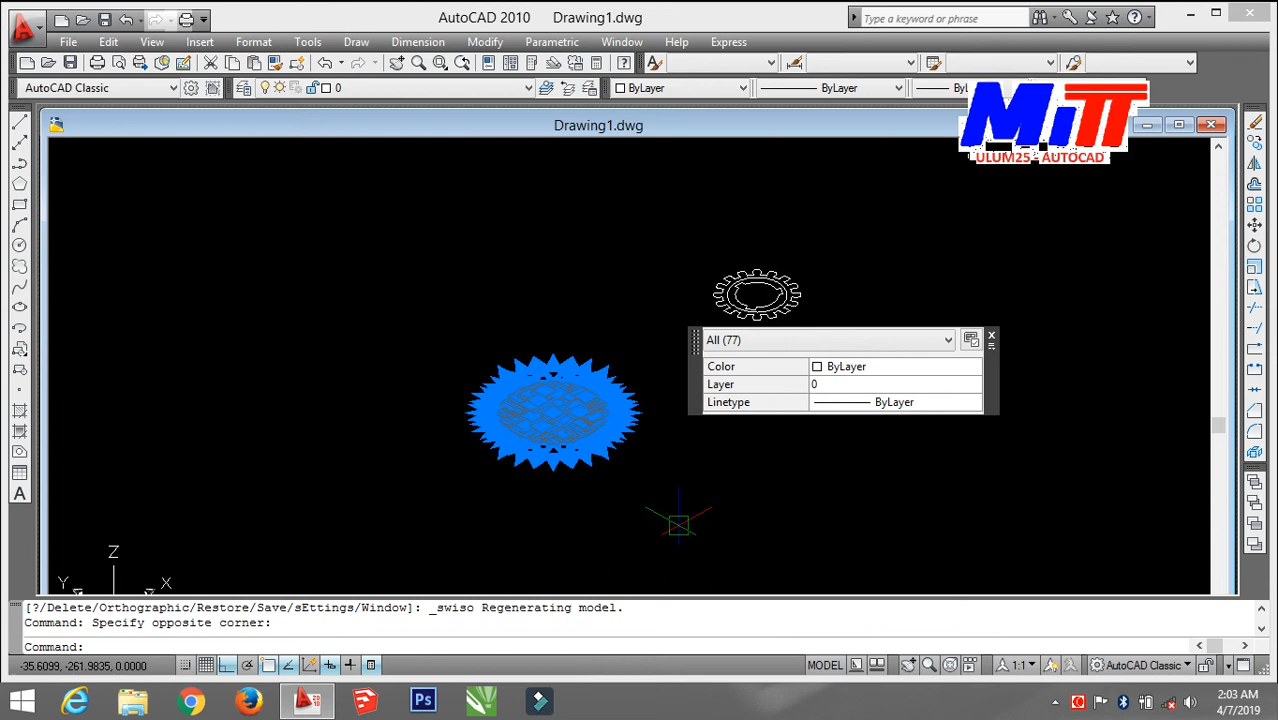 AutoCAD 2010 Drawing1.dwg
Type a keyword or phrase
File Edit View Insert Format Tools Draw Dimension Modify Parametric Window Help Express
AutoCAD Classic
0
ByLayer
ByLayer
ByL
Drawing1.dwg
MiTT
ULUM25 - AUTOCAD
All (77)
Color ByLayer
Layer 0
Linetype ByLayer
Z
Y X
[?/Delete/Orthographic/Restore/Save/sEttings/Window]: _swiso Regenerating model.
Command: Specify opposite corner:
Command:
-35.6099, -261.9835, 0.0000
MODEL
1:1
AutoCAD Classic
2:03 AM
4/7/2019